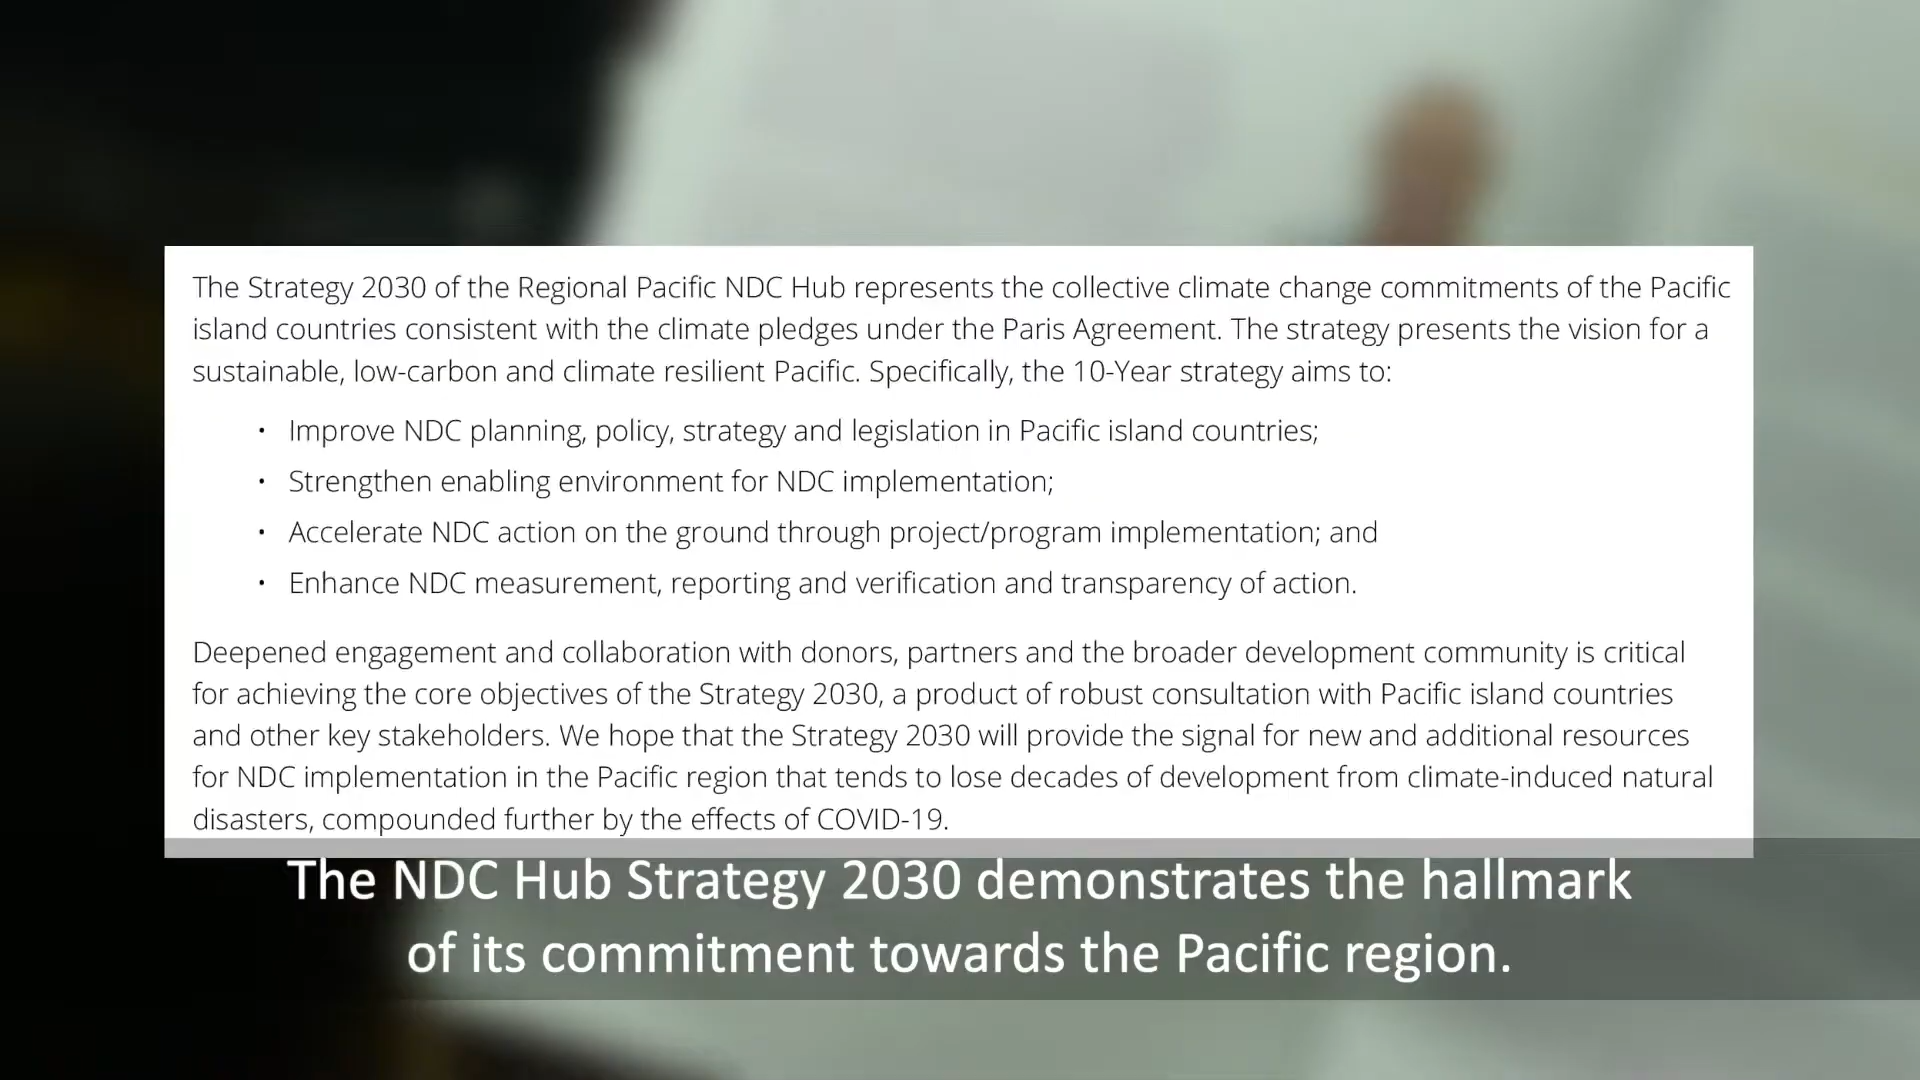 The Strategy 2030 of the Regional Pacific NDC Hub represents the collective climate change commitments of the Pacific
island countries consistent with the climate pledges under the Paris Agreement. The strategy presents the vision for a
sustainable, low-carbon and climate resilient Pacific. Specifically, the 10-Year strategy aims to:
• Improve NDC planning, policy, strategy and legislation in Pacific island countries;
• Strengthen enabling environment for NDC implementation;
• Accelerate NDC action on the ground through project/program implementation; and
• Enhance NDC measurement, reporting and verification and transparency of action.
Deepened engagement and collaboration with donors, partners and the broader development community is critical
for achieving the core objectives of the Strategy 2030, a product of robust consultation with Pacific island countries
and other key stakeholders. We hope that the Strategy 2030 will provide the signal for new and additional resources
for NDC implementation in the Pacific region that tends to lose decades of development from climate-induced natural
disasters, compounded further by the effects of COVID-19.
The NDC Hub Strategy 2030 demonstrates the hallmark
of its commitment towards the Pacific region.